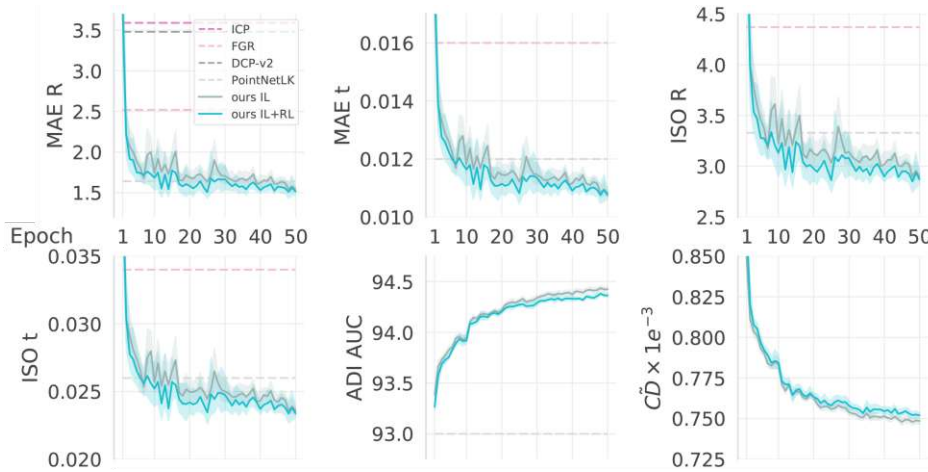 MAE R
3.5
3.0
2.5
2.0
1.5
ICP
FGR
DCP-v2
PointNetLK
ours IL
ours IL+RL
MAE t
0.016
0.014
0.012
0.010
ISO R
4.5
4.0
3.5
3.0
2.5
Epoch
1 10 20 30 40 50
1 10 20 30 40 50
1 10 20 30 40 50
ISO t
0.035
0.030
0.025
0.020
ADI AUC
94.5
94.0
93.5
93.0
C̃D × 1e⁻³
0.850
0.825
0.800
0.775
0.750
0.725